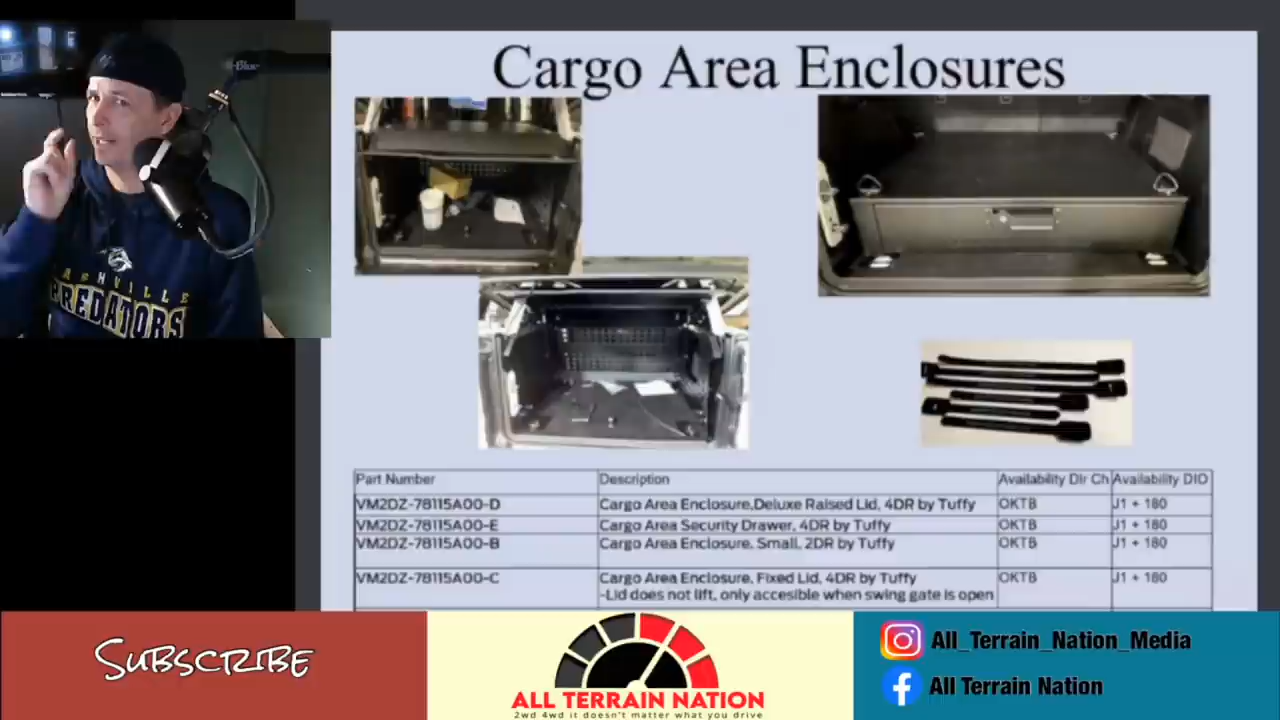 Cargo Area Enclosures
Blue
NASHVILLE
PREDATORS
Part Number Description Availability Dlr Ch Availability DIO
VM2DZ-78115A00-D Cargo Area Enclosure,Deluxe Raised Lid, 4DR by Tuffy OKTB J1 + 180
VM2DZ-78115A00-E Cargo Area Security Drawer, 4DR by Tuffy OKTB J1 + 180
VM2DZ-78115A00-B Cargo Area Enclosure, Small, 2DR by Tuffy OKTB J1 + 180
VM2DZ-78115A00-C Cargo Area Enclosure, Fixed Lid, 4DR by Tuffy OKTB J1 + 180
-Lid does not lift, only accesible when swing gate is open
SUBSCRIBE
ALL TERRAIN NATION
2wd 4wd it doesn't matter what you drive
All_Terrain_Nation_Media
All Terrain Nation